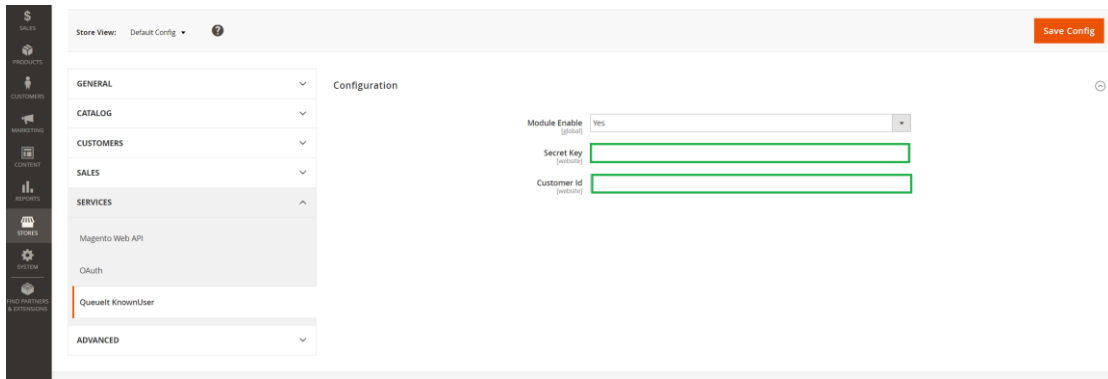 $
SALES
PRODUCTS
CUSTOMERS
MARKETING
CONTENT
REPORTS
STORES
SYSTEM
FIND PARTNERS
& EXTENSIONS
Store View: Default Config ?
Save Config
GENERAL
CATALOG
CUSTOMERS
SALES
SERVICES
Magento Web API
OAuth
QueueIt KnownUser
ADVANCED
Configuration
Module Enable Yes
[global]
Secret Key
[website]
Customer Id
[website]